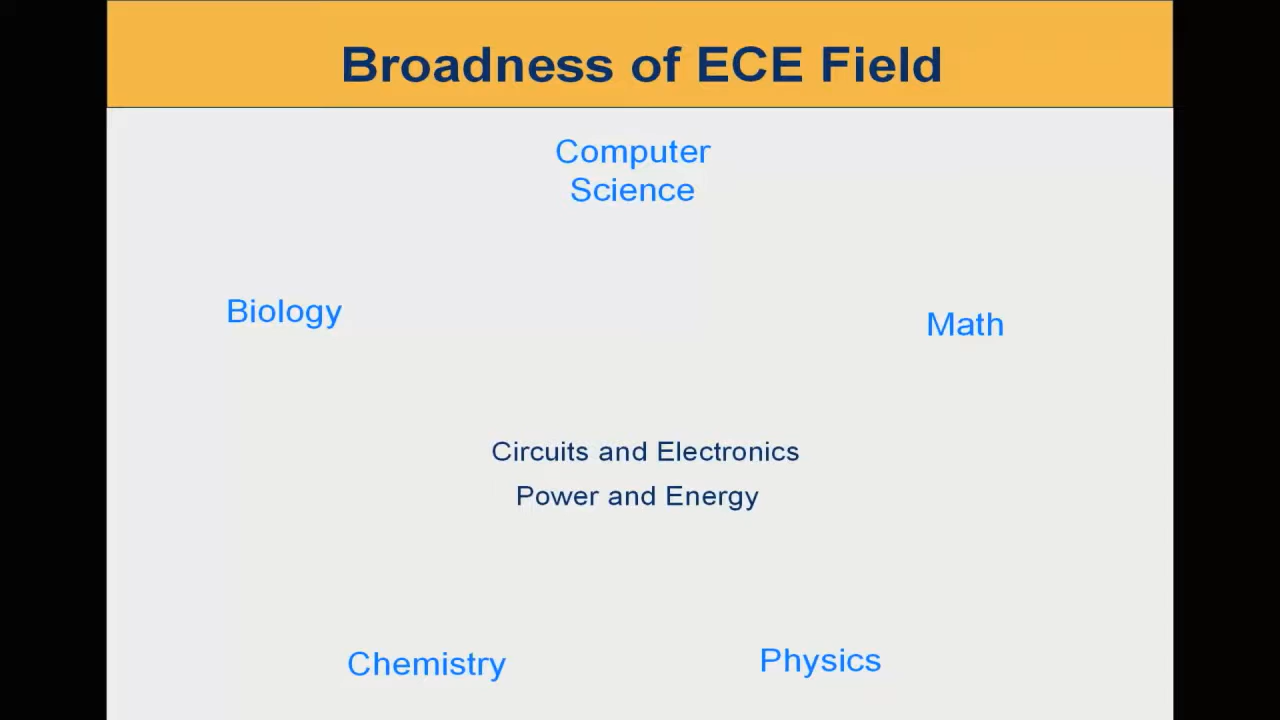 Broadness of ECE Field
Computer
Science
Biology
Math
Circuits and Electronics
Power and Energy
Chemistry
Physics